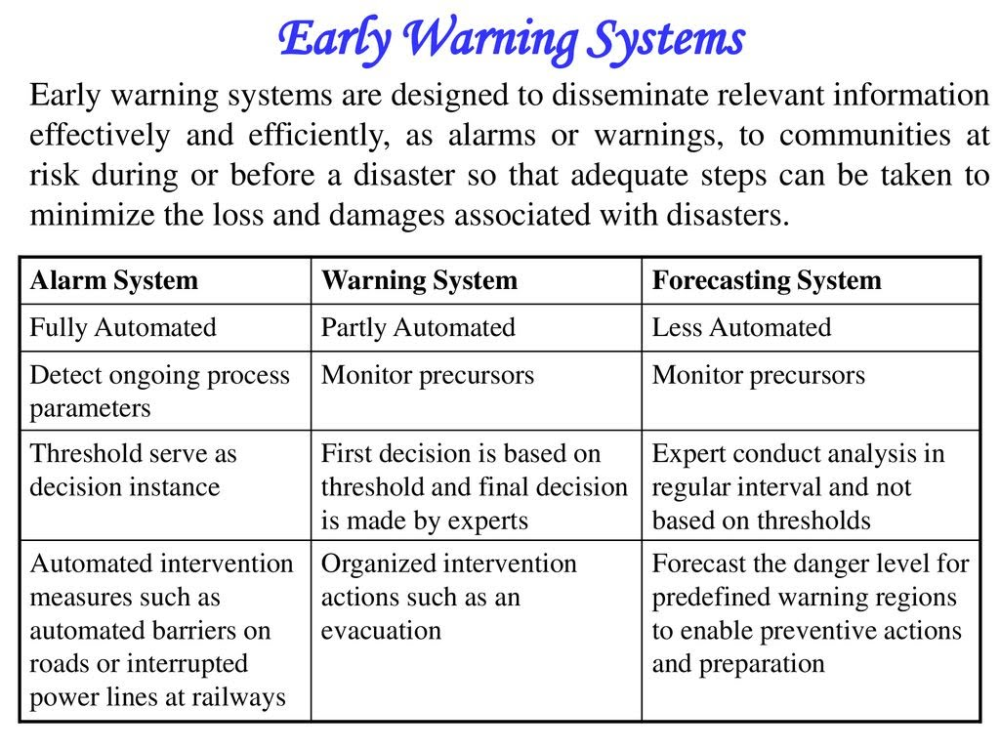 Early Warning Systems
Early warning systems are designed to disseminate relevant information
effectively and efficiently, as alarms or warnings, to communities at
risk during or before a disaster so that adequate steps can be taken to
minimize the loss and damages associated with disasters.
Alarm System
Warning System
Forecasting System
Fully Automated
Partly Automated
Less Automated
Detect ongoing process
parameters
Monitor precursors
Monitor precursors
Threshold serve as
decision instance
First decision is based on
threshold and final decision
is made by experts
Expert conduct analysis in
regular interval and not
based on thresholds
Automated intervention
measures such as
automated barriers on
roads or interrupted
power lines at railways
Organized intervention
actions such as an
evacuation
Forecast the danger level for
predefined warning regions
to enable preventive actions
and preparation